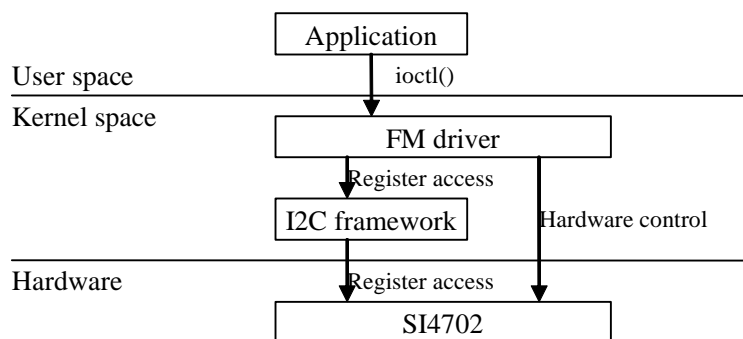 Application
User space
ioctl()
Kernel space
FM driver
Register access
I2C framework
Hardware control
Hardware
Register access
SI4702